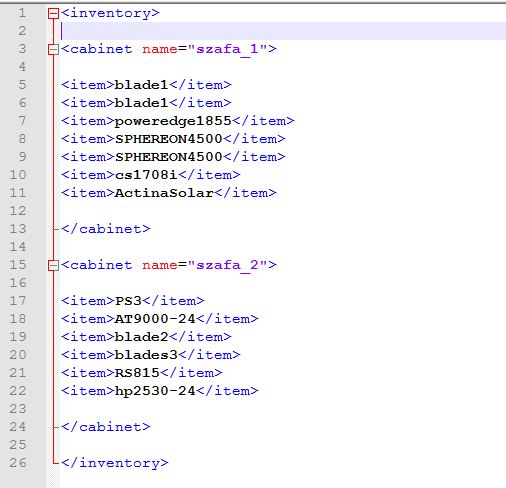 1 <inventory>
2
3 <cabinet name="szafa_1">
4
5 <item>blade1</item>
6 <item>blade1</item>
7 <item>poweredge1855</item>
8 <item>SPHEREON4500</item>
9 <item>SPHEREON4500</item>
10 <item>cs1708i</item>
11 <item>ActinaSolar</item>
12
13 </cabinet>
14
15 <cabinet name="szafa_2">
16
17 <item>PS3</item>
18 <item>AT9000-24</item>
19 <item>blade2</item>
20 <item>blades3</item>
21 <item>RS815</item>
22 <item>hp2530-24</item>
23
24 </cabinet>
25
26 </inventory>